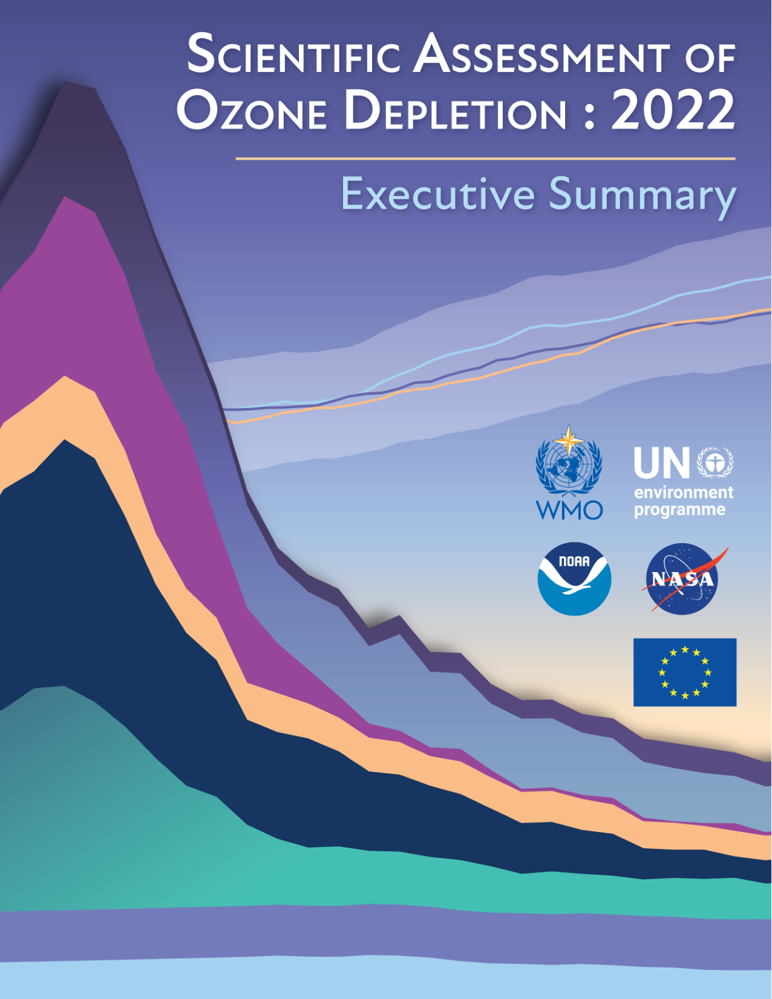 Scientific Assessment of
Ozone Depletion : 2022
Executive Summary
WMO
UN
environment
programme
NOAA
NASA